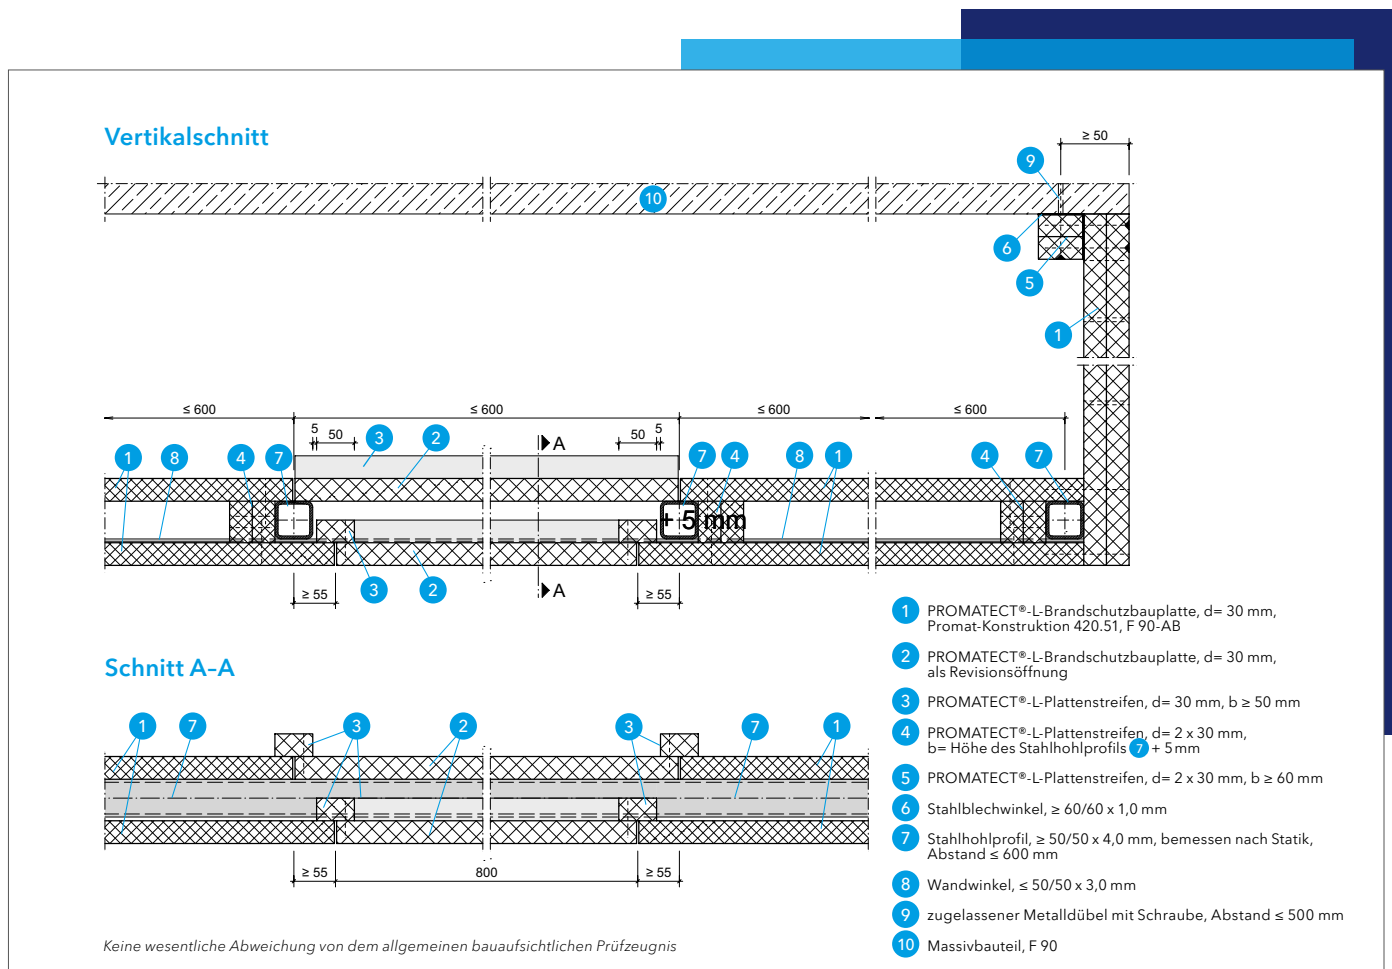 Vertikalschnitt
≥ 50
9
10
6
5
1
≤ 600
≤ 600
≤ 600
≤ 600
5
50
3
2
A
50
5
1
8
4
7
7
4
8
1
4
7
+ 5 mm
≥ 55
3
2
A
≥ 55
Schnitt A–A
1
7
3
2
3
7
1
≥ 55
800
≥ 55
1 PROMATECT®-L-Brandschutzbauplatte, d= 30 mm,
Promat-Konstruktion 420.51, F 90-AB
2 PROMATECT®-L-Brandschutzbauplatte, d= 30 mm,
als Revisionsöffnung
3 PROMATECT®-L-Plattenstreifen, d= 30 mm, b ≥ 50 mm
4 PROMATECT®-L-Plattenstreifen, d= 2 x 30 mm,
b= Höhe des Stahlhohlprofils 7 + 5 mm
5 PROMATECT®-L-Plattenstreifen, d= 2 x 30 mm, b ≥ 60 mm
6 Stahlblechwinkel, ≥ 60/60 x 1,0 mm
7 Stahlhohlprofil, ≥ 50/50 x 4,0 mm, bemessen nach Statik,
Abstand ≤ 600 mm
8 Wandwinkel, ≤ 50/50 x 3,0 mm
9 zugelassener Metalldübel mit Schraube, Abstand ≤ 500 mm
10 Massivbauteil, F 90
Keine wesentliche Abweichung von dem allgemeinen bauaufsichtlichen Prüfzeugnis